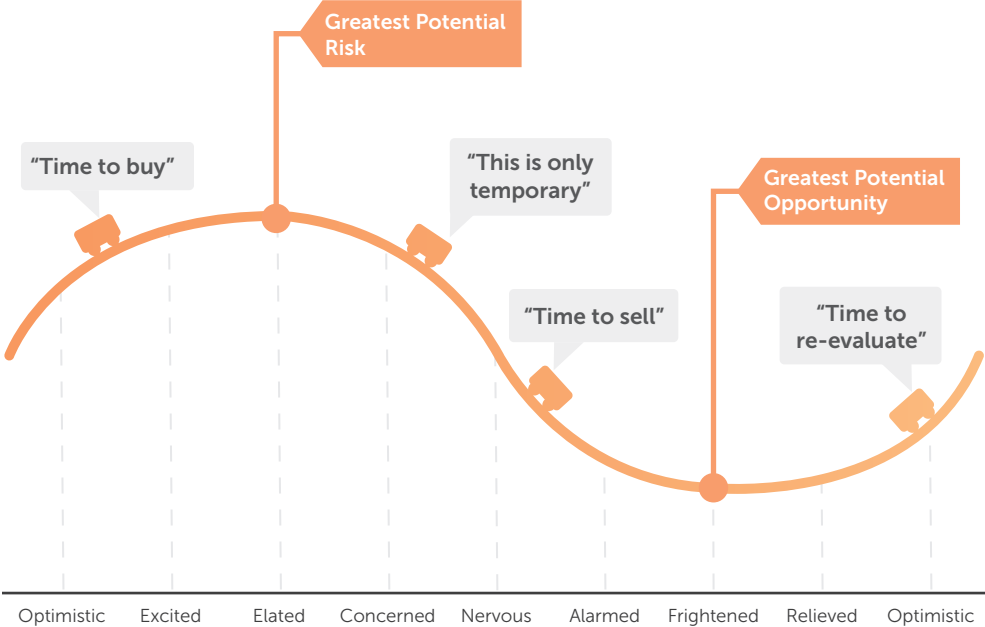 Greatest Potential
Risk
“Time to buy”
“This is only
temporary”
Greatest Potential
Opportunity
“Time to sell”
“Time to
re-evaluate”
Optimistic
Excited
Elated
Concerned
Nervous
Alarmed
Frightened
Relieved
Optimistic